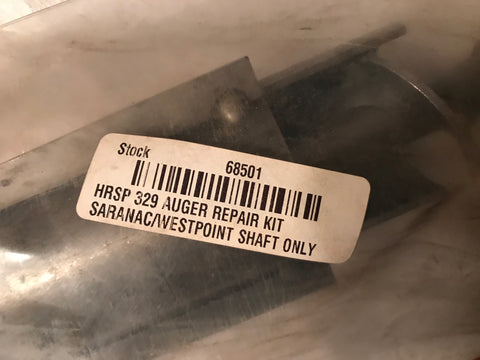 Stock 68501
HRSP 329 AUGER REPAIR KIT
SARANAC/WESTPOINT SHAFT ONLY